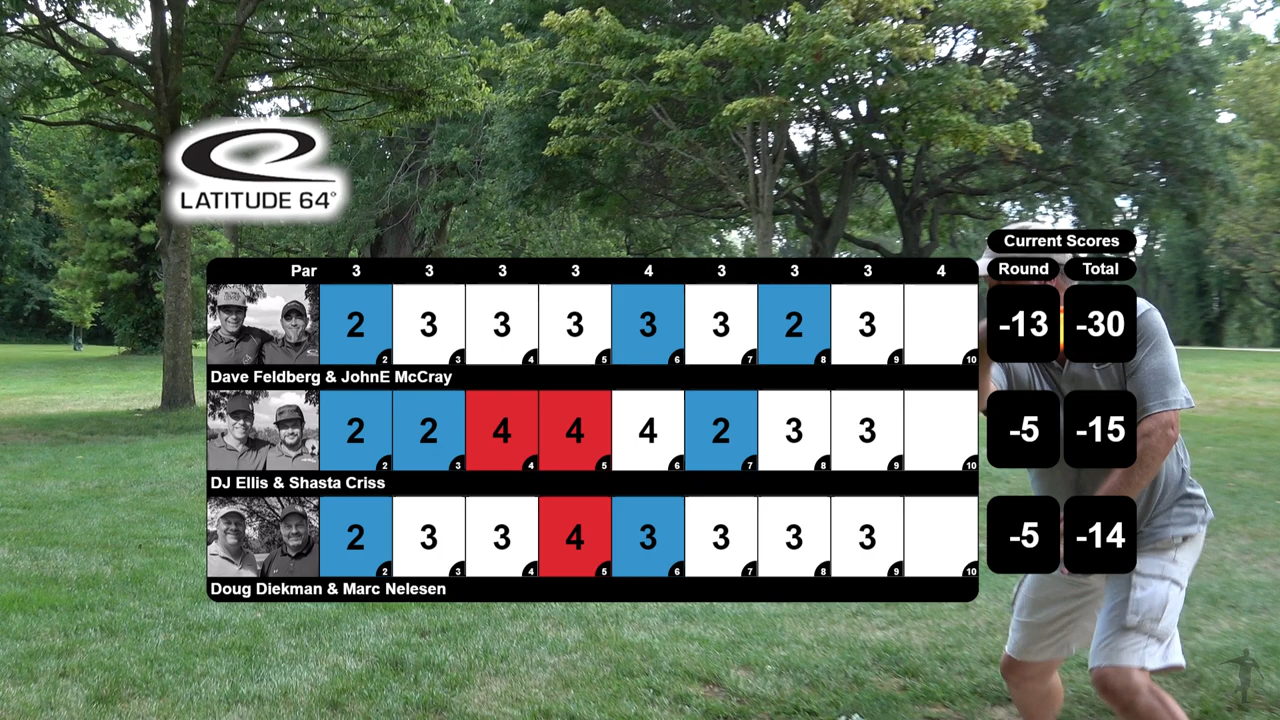 LATITUDE 64°
Current Scores
Par 3 3 3 3 4 3 3 3 4 Round Total
2 3 3 3 3 3 2 3 -13 -30
2 3 4 5 6 7 8 9 10
Dave Feldberg & JohnE McCray
2 2 4 4 4 2 3 3 -5 -15
2 3 4 5 6 7 8 9 10
DJ Ellis & Shasta Criss
2 3 3 4 3 3 3 3 -5 -14
2 3 4 5 6 7 8 9 10
Doug Diekman & Marc Nelesen